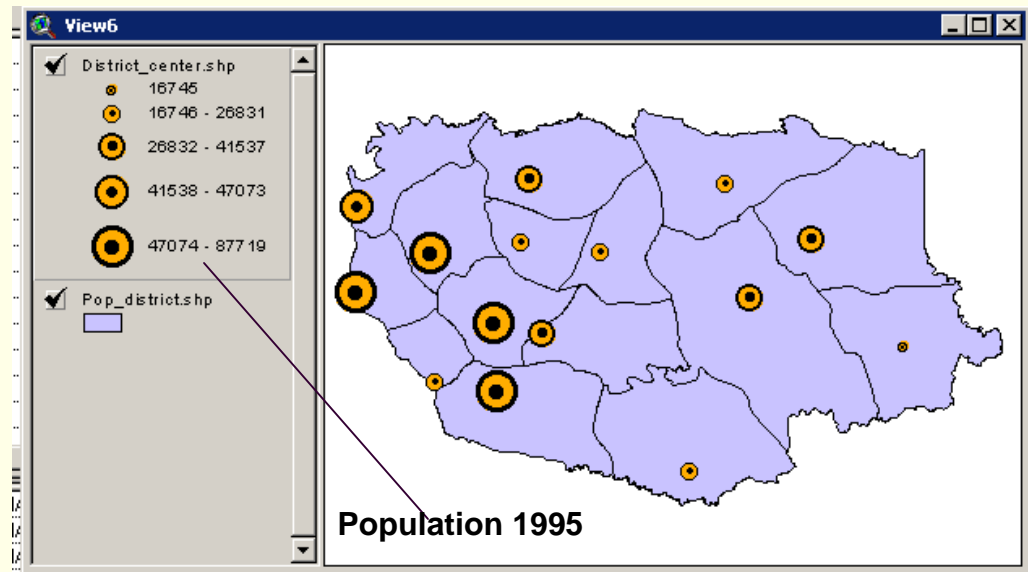 View6
District_center.shp
16745
16746 - 26831
26832 - 41537
41538 - 47073
47074 - 87719
Pop_district.shp
Population 1995